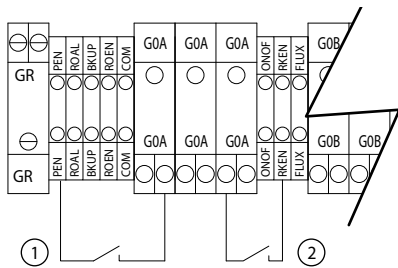 GR PEN ROAL BKUP ROEN COM G0A G0A G0A ONOF RKEN FLUX G0B
GR PEN ROAL BKUP ROEN COM G0A G0A G0A ONOF RKEN FLUX G0B G0B
1 2